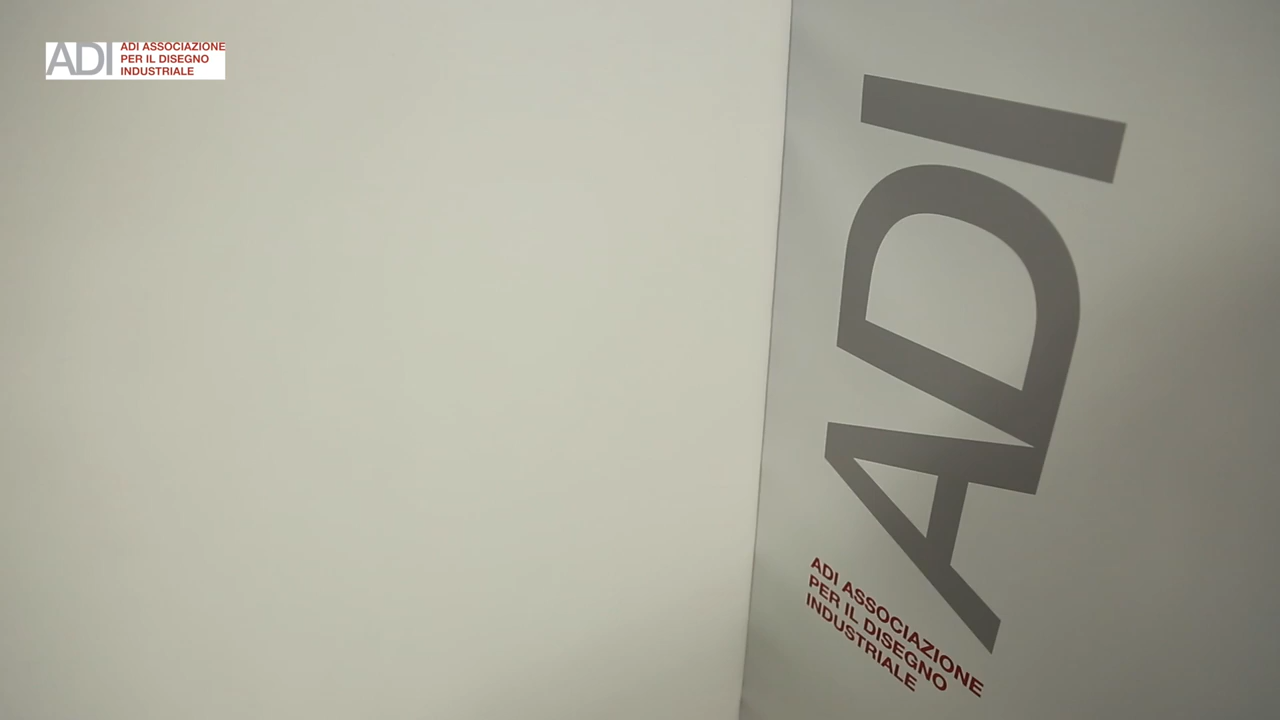 ADI
ADI ASSOCIAZIONE
PER IL DISEGNO
INDUSTRIALE
ADI
ADI ASSOCIAZIONE
PER IL DISEGNO
INDUSTRIALE